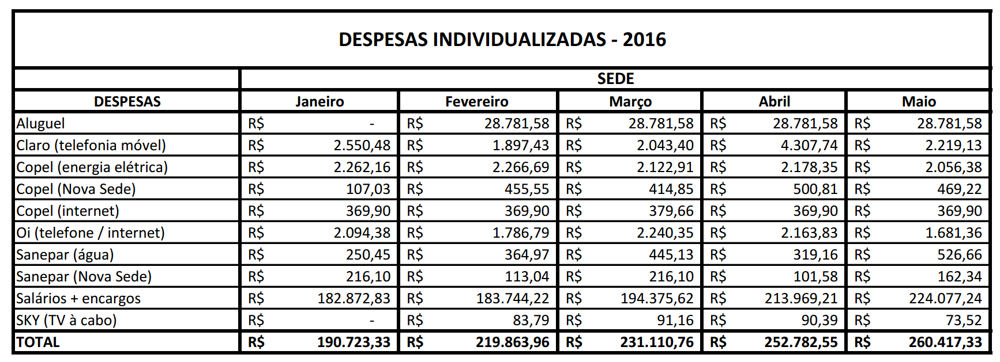 DESPESAS INDIVIDUALIZADAS - 2016
SEDE
DESPESAS Janeiro Fevereiro Março Abril Maio
Aluguel R$ - R$ 28.781,58 R$ 28.781,58 R$ 28.781,58 R$ 28.781,58
Claro (telefonia móvel) R$ 2.550,48 R$ 1.897,43 R$ 2.043,40 R$ 4.307,74 R$ 2.219,13
Copel (energia elétrica) R$ 2.262,16 R$ 2.266,69 R$ 2.122,91 R$ 2.178,35 R$ 2.056,38
Copel (Nova Sede) R$ 107,03 R$ 455,55 R$ 414,85 R$ 500,81 R$ 469,22
Copel (internet) R$ 369,90 R$ 369,90 R$ 379,66 R$ 369,90 R$ 369,90
Oi (telefone / internet) R$ 2.094,38 R$ 1.786,79 R$ 2.240,35 R$ 2.163,83 R$ 1.681,36
Sanepar (água) R$ 250,45 R$ 364,97 R$ 445,13 R$ 319,16 R$ 526,66
Sanepar (Nova Sede) R$ 216,10 R$ 113,04 R$ 216,10 R$ 101,58 R$ 162,34
Salários + encargos R$ 182.872,83 R$ 183.744,22 R$ 194.375,62 R$ 213.969,21 R$ 224.077,24
SKY (TV à cabo) R$ - R$ 83,79 R$ 91,16 R$ 90,39 R$ 73,52
TOTAL R$ 190.723,33 R$ 219.863,96 R$ 231.110,76 R$ 252.782,55 R$ 260.417,33